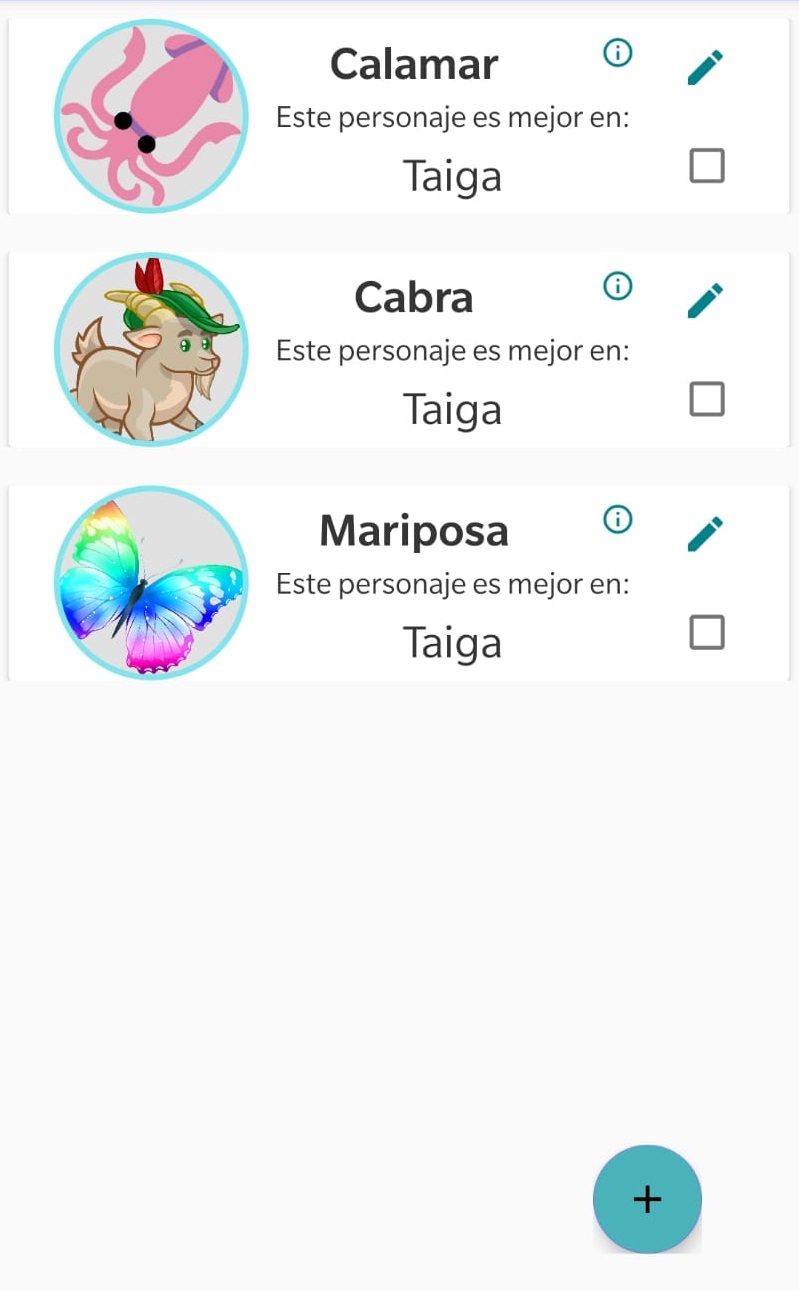 Calamar
Este personaje es mejor en:
Taiga
Cabra
Este personaje es mejor en:
Taiga
Mariposa
Este personaje es mejor en:
Taiga
+